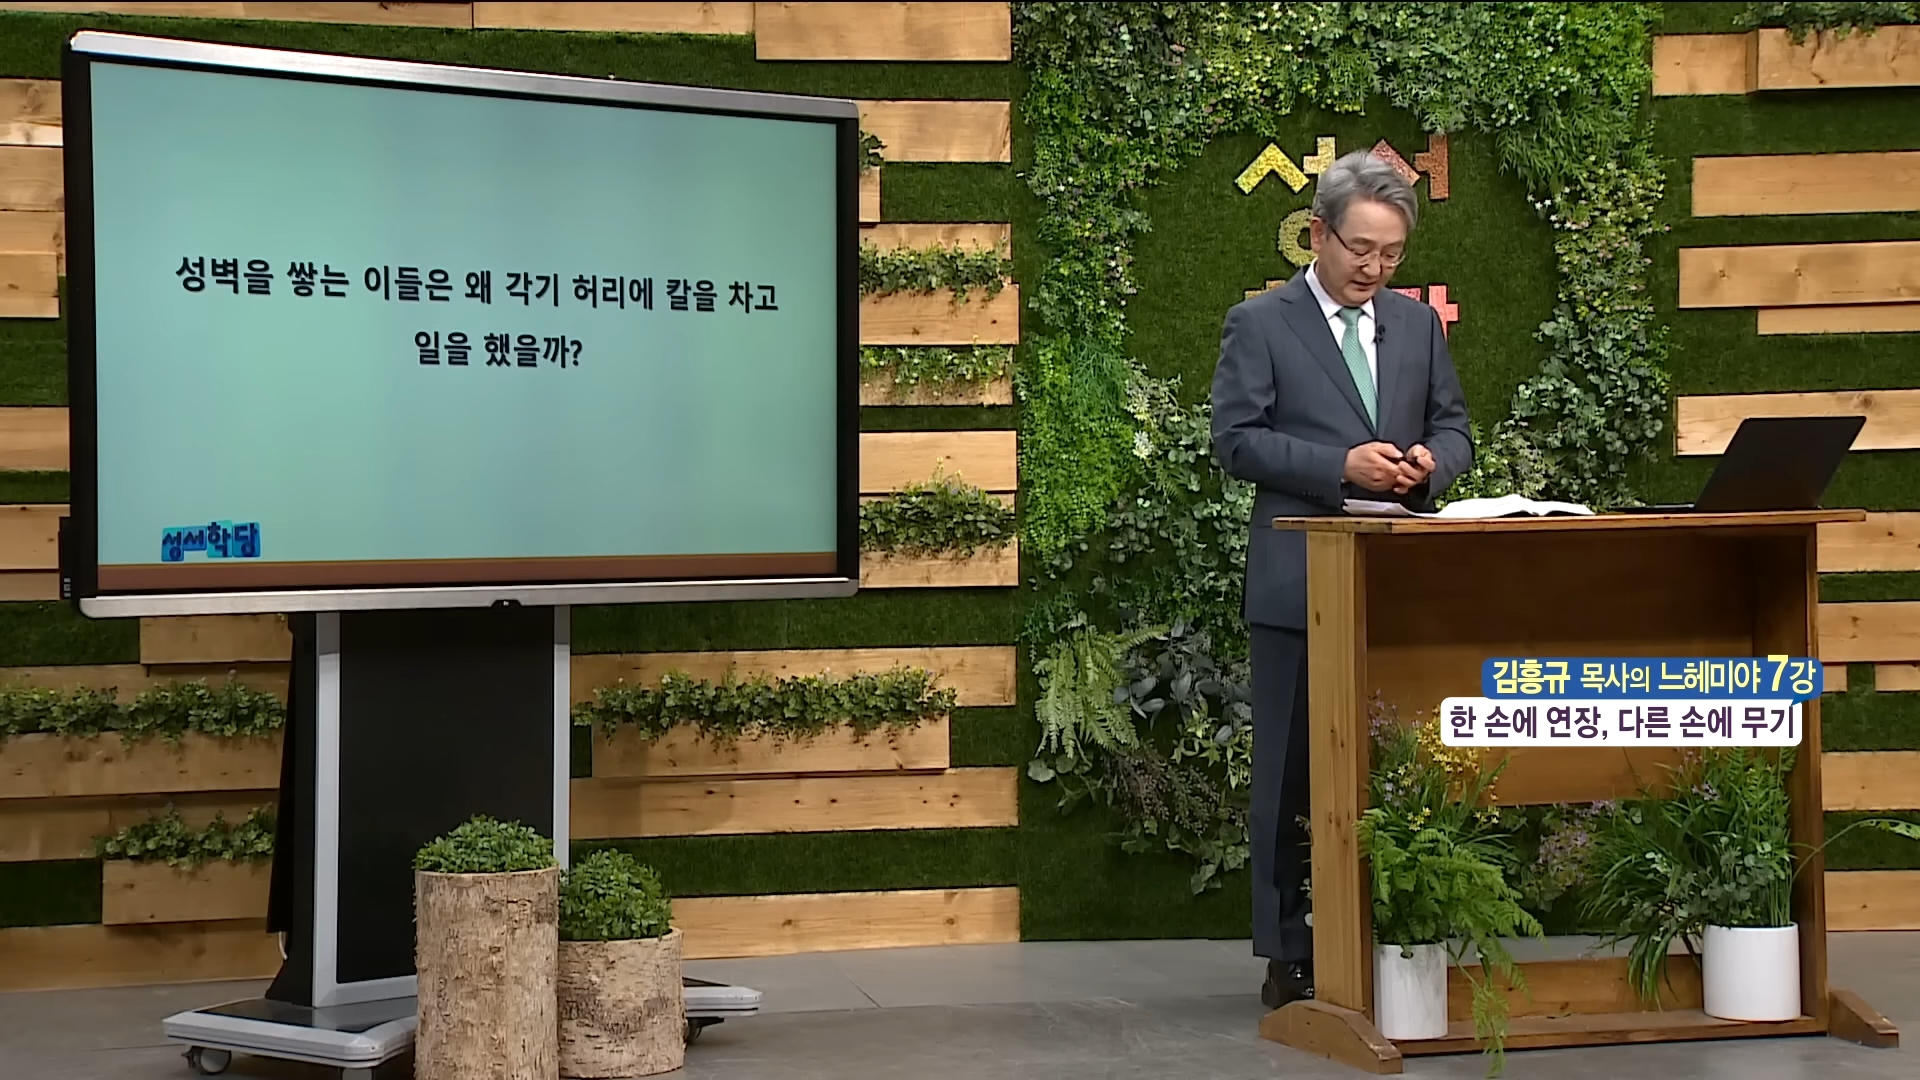 성벽을 쌓는 이들은 왜 각기 허리에 칼을 차고
일을 했을까?
성서학당
성서
김흥규 목사의 느헤미야 7강
한 손에 연장, 다른 손에 무기